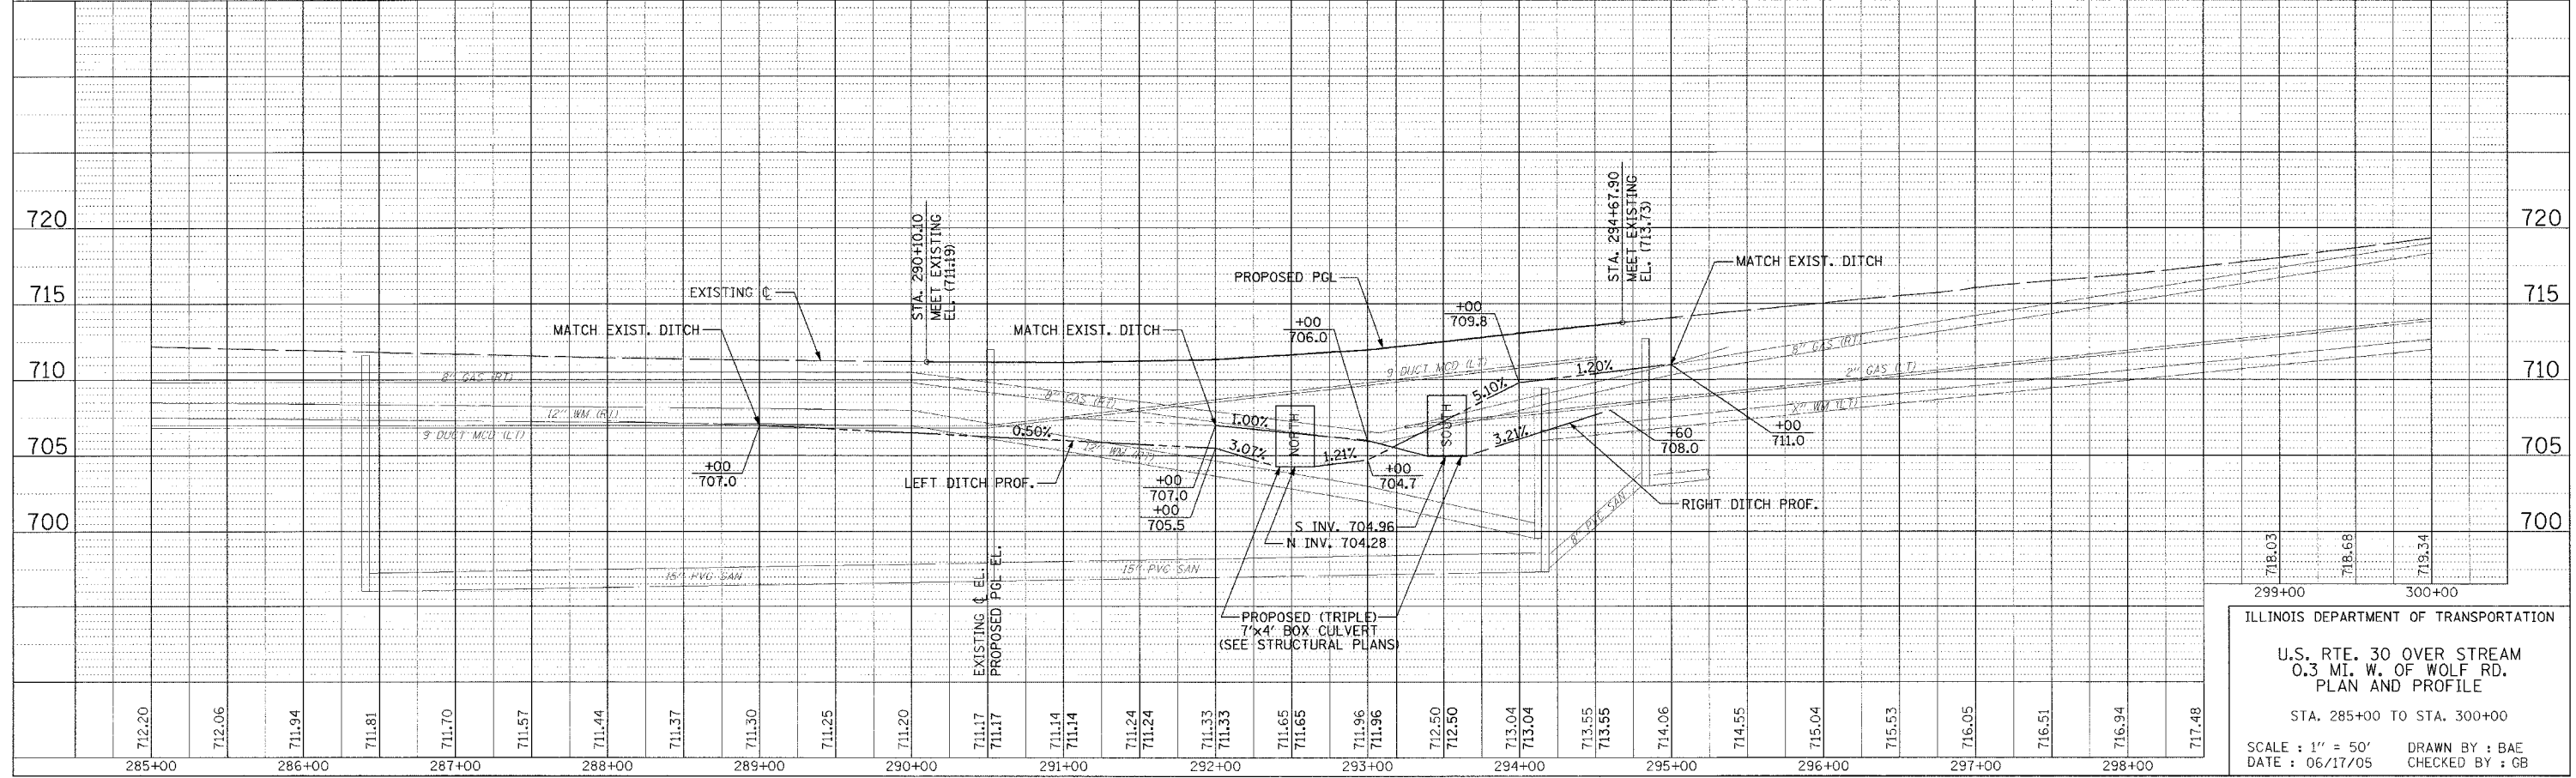 720
715
710
705
700
720
715
710
705
700
EXISTING ℄
MATCH EXIST. DITCH
STA. 290+10.10
MEET EXISTING
EL. (711.19)
MATCH EXIST. DITCH
PROPOSED PGL
+00
706.0
+00
709.8
STA. 294+67.90
MEET EXISTING
EL. (713.73)
MATCH EXIST. DITCH
8" GAS (RT)
12" WM (RT)
9 DUCT MCD (LT)
8" GAS (RT)
12" WM (RT)
9 DUCT MCD (LT)
8" GAS (RT)
2" GAS (LT)
"X" WM (LT)
0.50%
1.00%
3.07%
NORTH
1.21%
SOUTH
5.10%
1.20%
3.21%
+00
707.0
LEFT DITCH PROF.
+00
707.0
+00
705.5
+00
704.7
+60
708.0
+00
711.0
RIGHT DITCH PROF.
S INV. 704.96
N INV. 704.28
8" PVC SAN
15" PVC SAN
15" PVC SAN
EXISTING ℄ EL.
PROPOSED PGL EL.
PROPOSED (TRIPLE)
7'x4' BOX CULVERT
(SEE STRUCTURAL PLANS)
712.20
712.06
711.94
711.81
711.70
711.57
711.44
711.37
711.30
711.25
711.20
711.17
711.17
711.14
711.14
711.24
711.24
711.33
711.33
711.65
711.65
711.96
711.96
712.50
712.50
713.04
713.04
713.55
713.55
714.06
714.55
715.04
715.53
716.05
716.51
716.94
717.48
718.03
718.68
719.34
285+00
286+00
287+00
288+00
289+00
290+00
291+00
292+00
293+00
294+00
295+00
296+00
297+00
298+00
299+00
300+00
ILLINOIS DEPARTMENT OF TRANSPORTATION
U.S. RTE. 30 OVER STREAM
0.3 MI. W. OF WOLF RD.
PLAN AND PROFILE
STA. 285+00 TO STA. 300+00
SCALE : 1" = 50' DRAWN BY : BAE
DATE : 06/17/05 CHECKED BY : GB